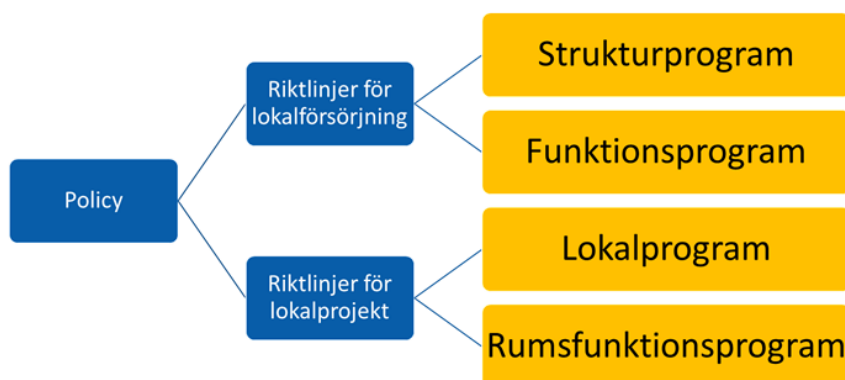 Policy
Riktlinjer för
lokalförsörjning
Strukturprogram
Funktionsprogram
Riktlinjer för
lokalprojekt
Lokalprogram
Rumsfunktionsprogram